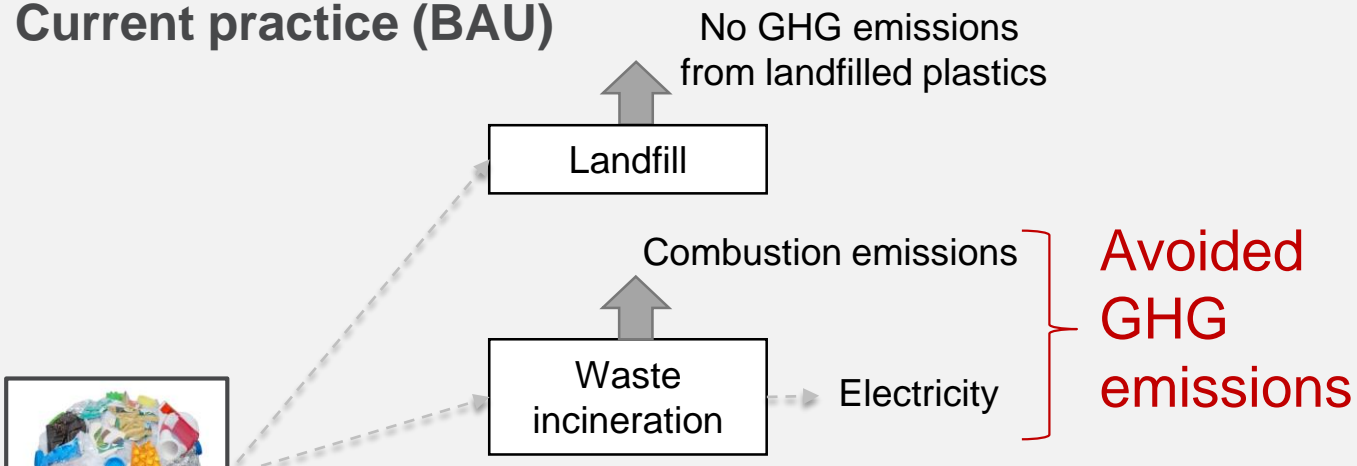 Current practice (BAU)
No GHG emissions
from landfilled plastics
Landfill
Combustion emissions
Avoided
GHG
emissions
Waste
incineration
Electricity